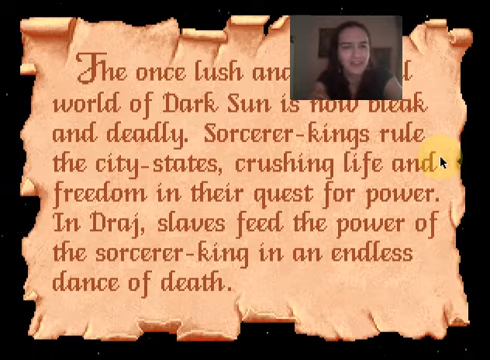 The once lush and
world of Dark Sun is now bleak
and deadly. Sorcerer-kings rule
the city-states, crushing life and
freedom in their quest for power.
In Draj, slaves feed the power of
the sorcerer-king in an endless
dance of death.